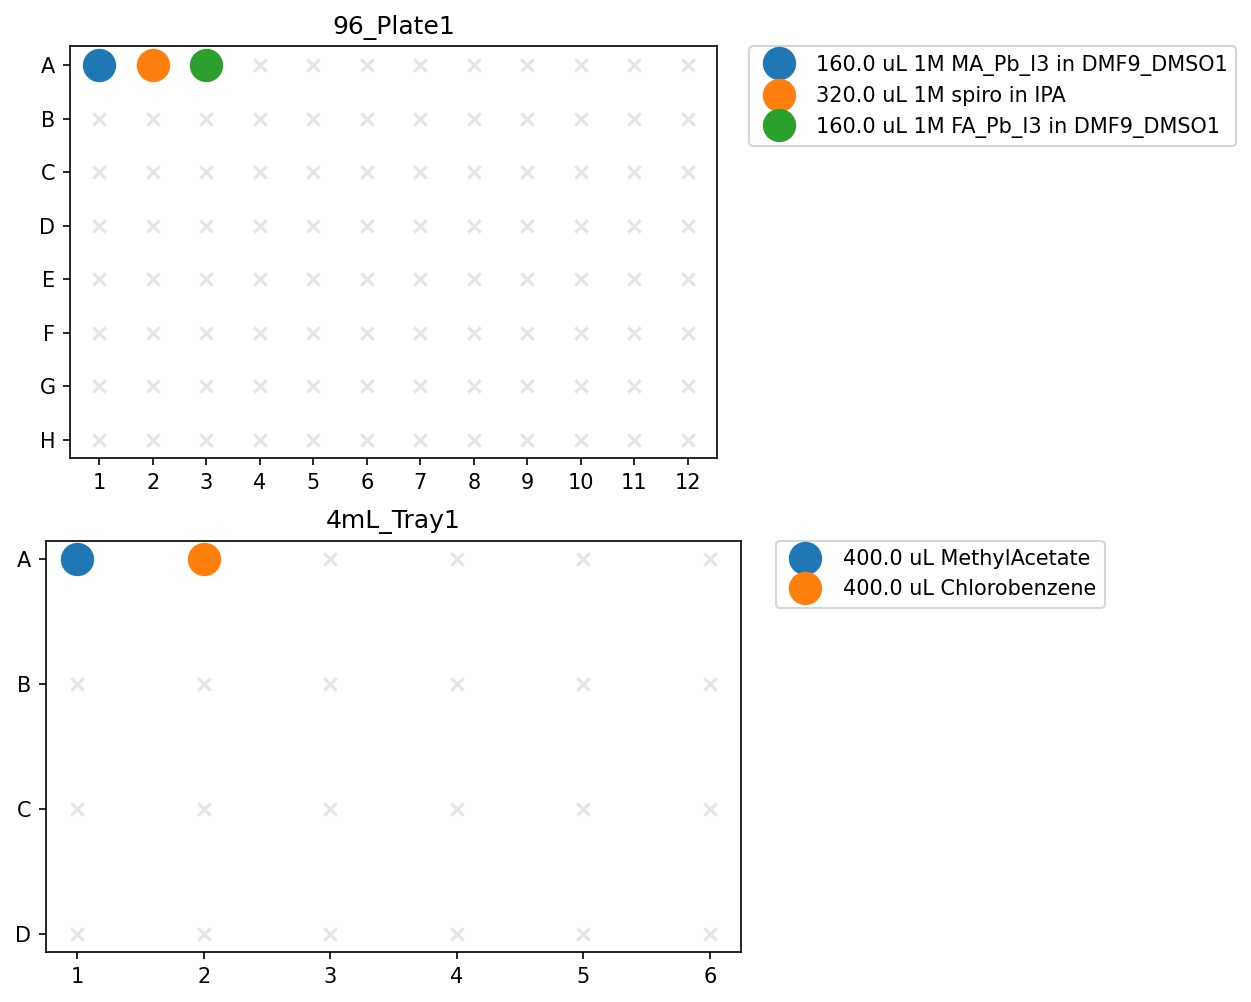 96_Plate1
A
B
C
D
E
F
G
H
1 2 3 4 5 6 7 8 9 10 11 12
160.0 uL 1M MA_Pb_I3 in DMF9_DMSO1
320.0 uL 1M spiro in IPA
160.0 uL 1M FA_Pb_I3 in DMF9_DMSO1
4mL_Tray1
A
B
C
D
1 2 3 4 5 6
400.0 uL MethylAcetate
400.0 uL Chlorobenzene